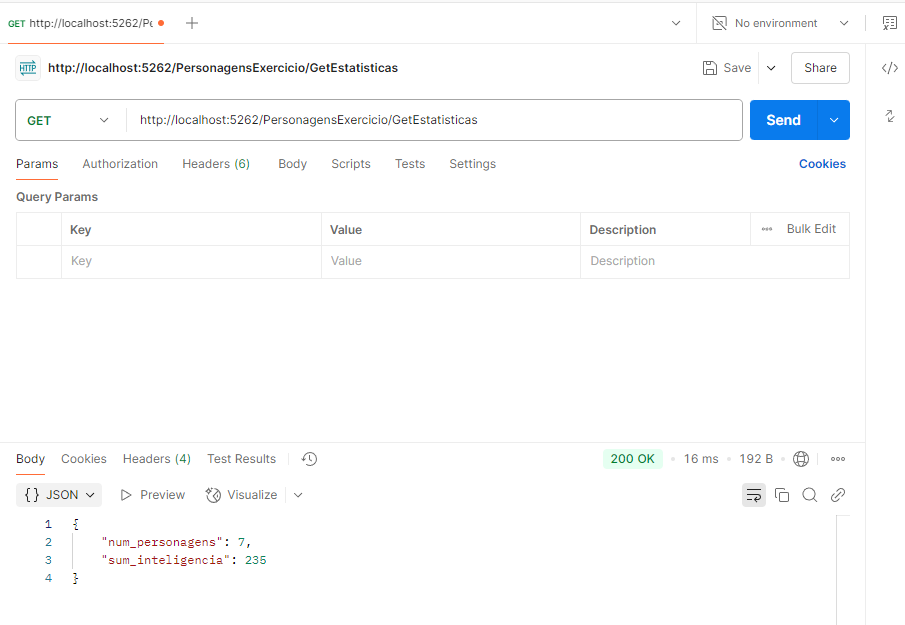 GET http://localhost:5262/Pe
No environment
HTTP http://localhost:5262/PersonagensExercicio/GetEstatisticas
Save
Share
GET
http://localhost:5262/PersonagensExercicio/GetEstatisticas
Send
Params Authorization Headers (6) Body Scripts Tests Settings
Cookies
Query Params
Key Value Description Bulk Edit
Key Value Description
Body Cookies Headers (4) Test Results
200 OK • 16 ms • 192 B
{} JSON Preview Visualize
1 {
2 "num_personagens": 7,
3 "sum_inteligencia": 235
4 }